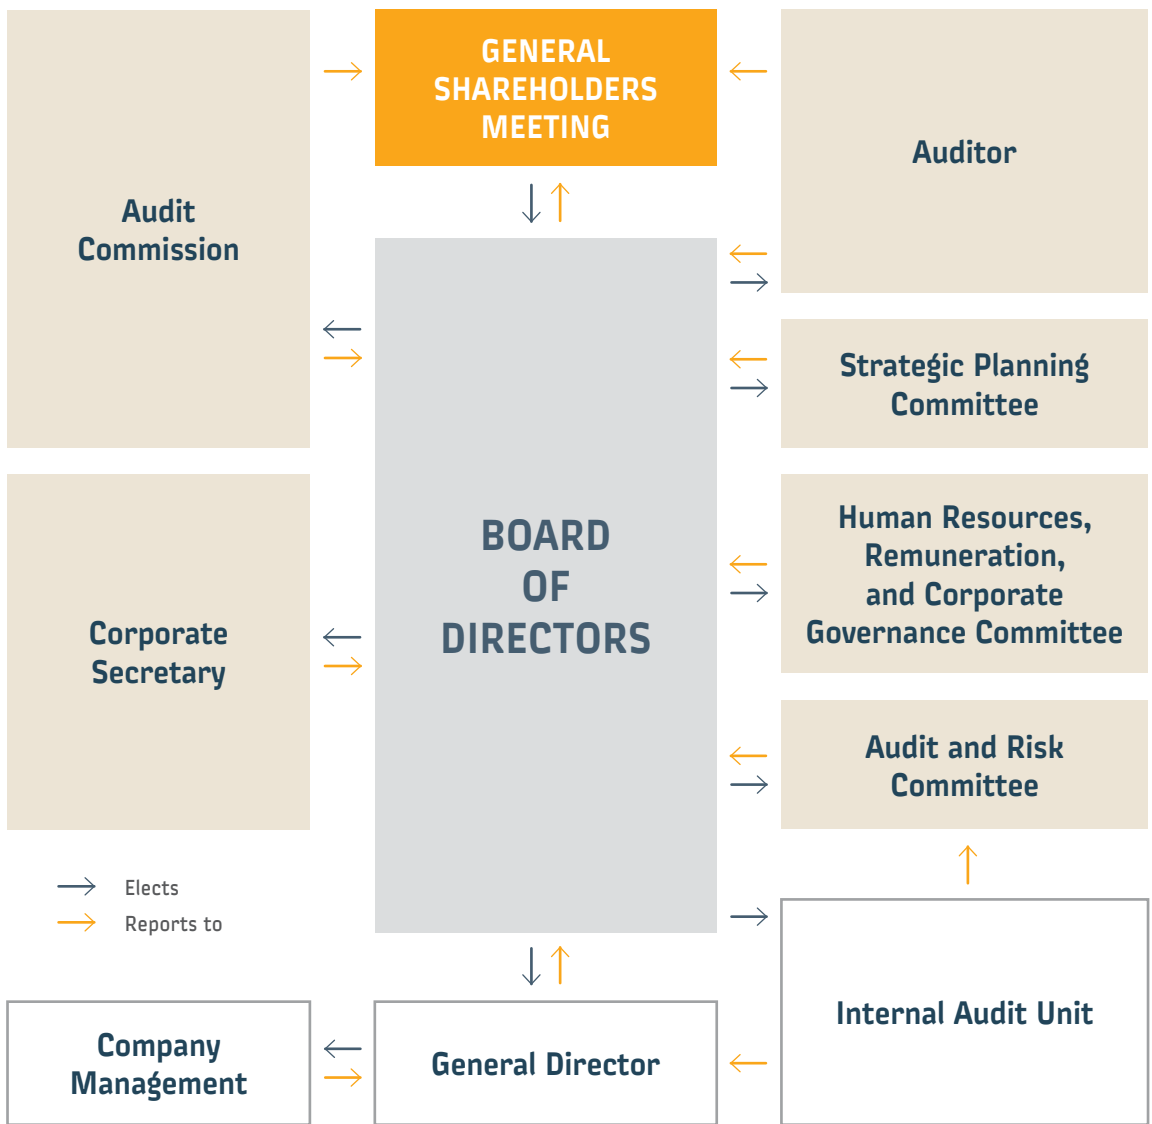 GENERAL
SHAREHOLDERS
MEETING
Auditor
Audit
Commission
Strategic Planning
Committee
BOARD
OF
DIRECTORS
Human Resources,
Remuneration,
and Corporate
Governance Committee
Corporate
Secretary
Audit and Risk
Committee
Elects
Reports to
Internal Audit Unit
Company
Management
General Director